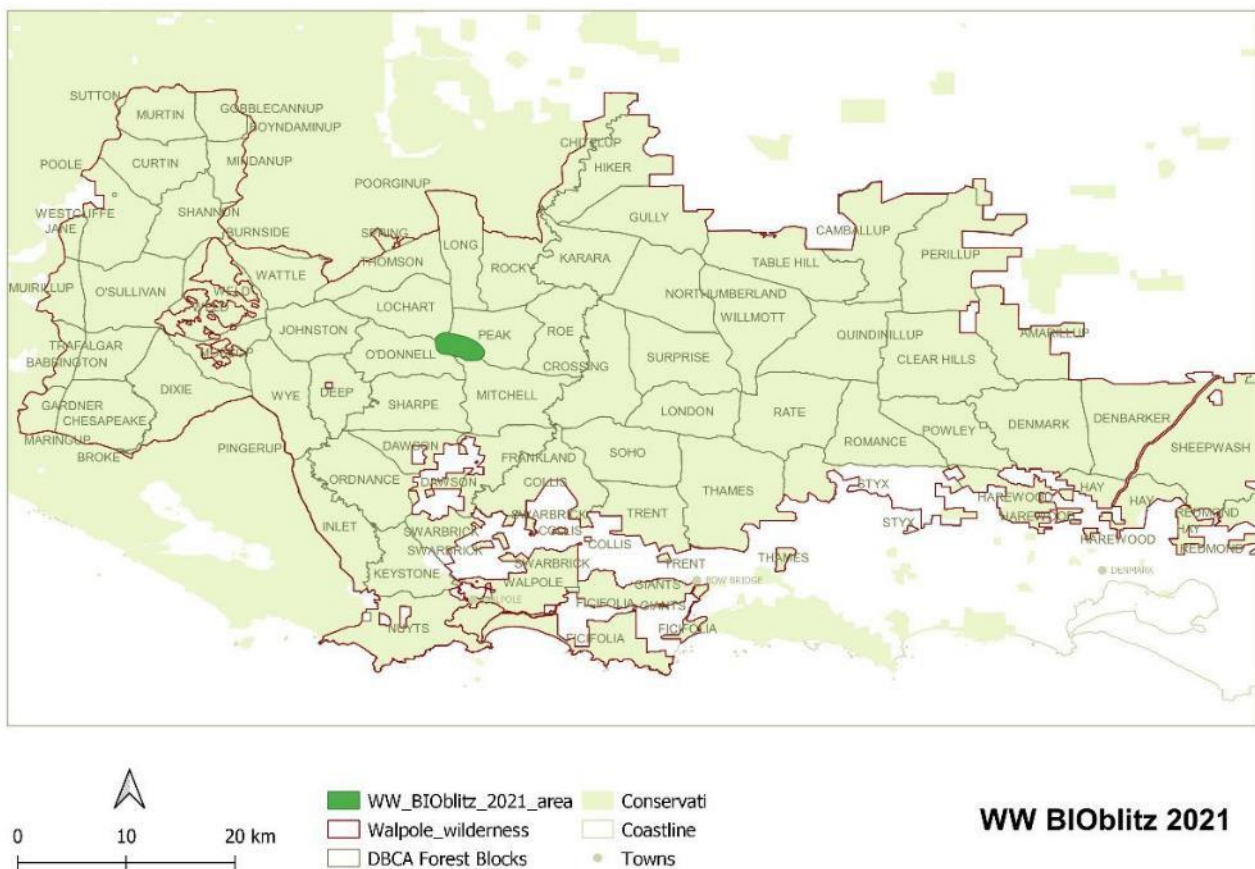 SUTTON
MURTIN
GOBBLECANNUP
BOYNDAMINUP
POOLE
CURTIN
MINDANUP
CHITELUP
HIKER
POORGINUP
WESTCLIFFE
JANE
SHANNON
BURNSIDE
SPRING
THOMSON
LONG
GULLY
CAMBALLUP
PERILLUP
MUIRILLUP
O'SULLIVAN
WATTLE
WELD
ROCKY
KARARA
TABLE HILL
LOCHART
NORTHUMBERLAND
WILLMOTT
TRAFALGAR
BABBINGTON
JOHNSTON
O'DONNELL
PEAK
ROE
CROSSING
SURPRISE
QUINDINILLUP
CLEAR HILLS
AMARILLUP
GARDNER
CHESAPEAKE
DIXIE
WYE
DEEP
SHARPE
MITCHELL
LONDON
RATE
POWLEY
DENMARK
DENBARKER
SHEEPWASH
MARINGUP
BROKE
PINGERUP
DAWSON
FRANKLAND
SOHO
ROMANCE
ORDNANCE
DAWSON
COLLIS
THAMES
STYX
HAREWOOD
HAY
HAY
INLET
SWARBRICK
SWARBRICK
SWARBRICK
COLLIS
COLLIS
TRENT
STYX
HAREWOOD
HAREWOOD
REDMOND
HAY
REDMOND
KEYSTONE
SWARBRICK
WALPOLE
TRENT
THAMES
WALPOLE
GIANTS
BOW BRIDGE
DENMARK
FICIFOLIA
GIANTS
NUYTS
FICIFOLIA
FICIFOLIA
0 10 20 km
WW_BIOblitz_2021_area
Walpole_wilderness
DBCA Forest Blocks
Conservati
Coastline
Towns
WW BIOblitz 2021